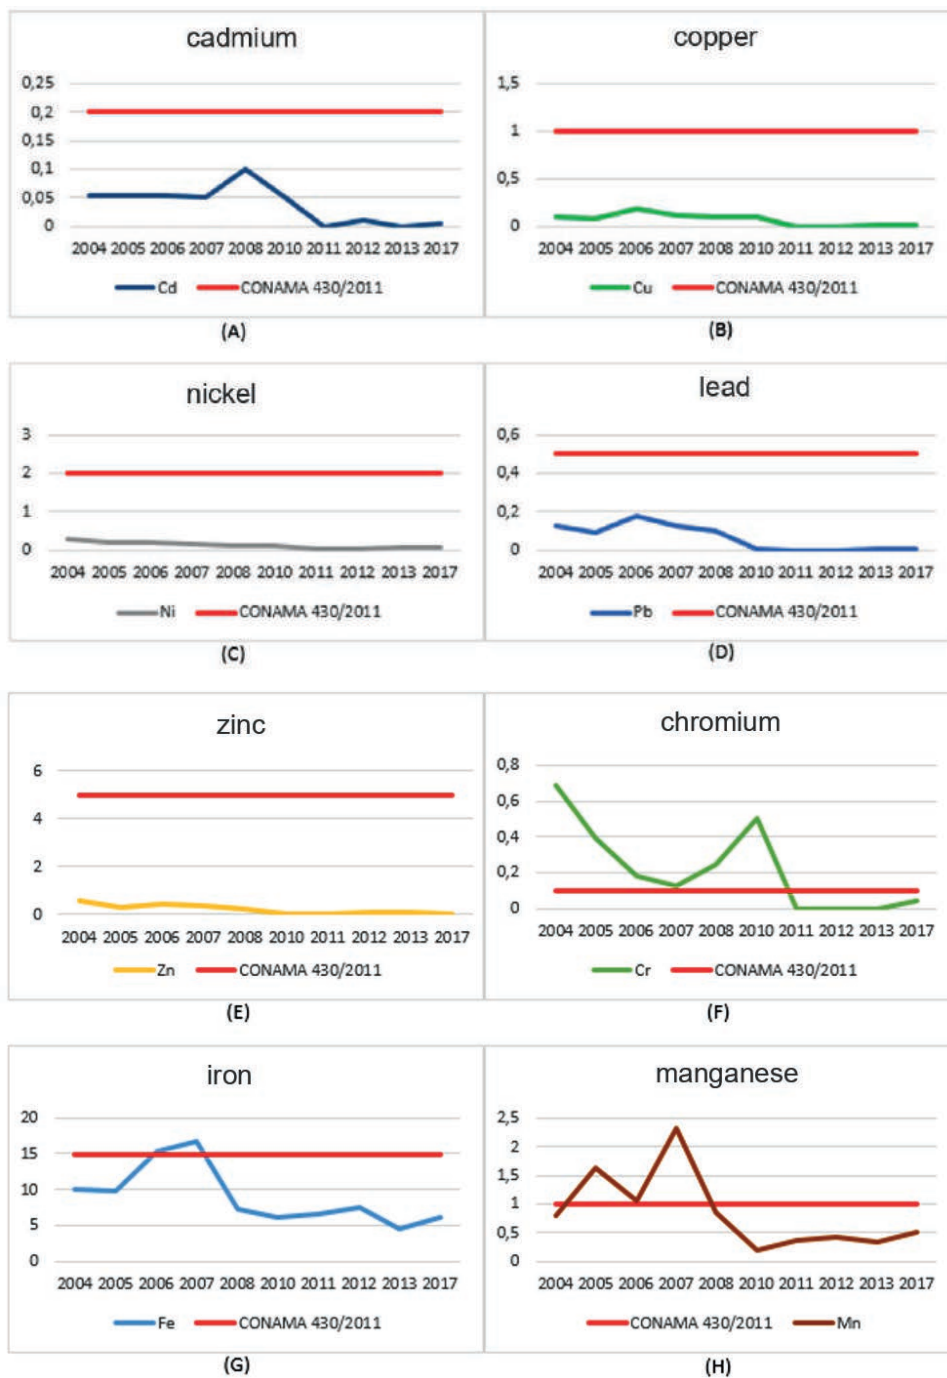 cadmium
0,25
0,2
0,15
0,1
0,05
0
2004 2005 2006 2007 2008 2010 2011 2012 2013 2017
Cd CONAMA 430/2011
(A)
copper
1,5
1
0,5
0
2004 2005 2006 2007 2008 2010 2011 2012 2013 2017
Cu CONAMA 430/2011
(B)
nickel
3
2
1
0
2004 2005 2006 2007 2008 2010 2011 2012 2013 2017
Ni CONAMA 430/2011
(C)
lead
0,6
0,4
0,2
0
2004 2005 2006 2007 2008 2010 2011 2012 2013 2017
Pb CONAMA 430/2011
(D)
zinc
6
4
2
0
2004 2005 2006 2007 2008 2010 2011 2012 2013 2017
Zn CONAMA 430/2011
(E)
chromium
0,8
0,6
0,4
0,2
0
2004 2005 2006 2007 2008 2010 2011 2012 2013 2017
Cr CONAMA 430/2011
(F)
iron
20
15
10
5
0
2004 2005 2006 2007 2008 2010 2011 2012 2013 2017
Fe CONAMA 430/2011
(G)
manganese
2,5
2
1,5
1
0,5
0
2004 2005 2006 2007 2008 2010 2011 2012 2013 2017
CONAMA 430/2011 Mn
(H)